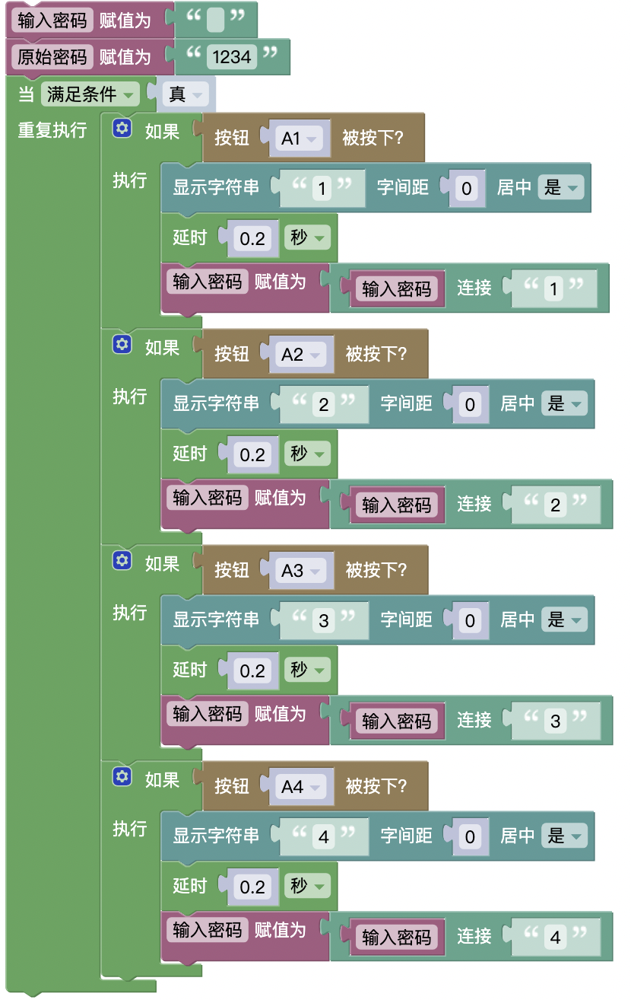 输入密码 赋值为 “ ”
原始密码 赋值为 “ 1234 ”
当 满足条件 真
重复执行 如果 按钮 A1 被按下?
执行 显示字符串 “ 1 ” 字间距 0 居中 是
延时 0.2 秒
输入密码 赋值为 输入密码 连接 “ 1 ”
如果 按钮 A2 被按下?
执行 显示字符串 “ 2 ” 字间距 0 居中 是
延时 0.2 秒
输入密码 赋值为 输入密码 连接 “ 2 ”
如果 按钮 A3 被按下?
执行 显示字符串 “ 3 ” 字间距 0 居中 是
延时 0.2 秒
输入密码 赋值为 输入密码 连接 “ 3 ”
如果 按钮 A4 被按下?
执行 显示字符串 “ 4 ” 字间距 0 居中 是
延时 0.2 秒
输入密码 赋值为 输入密码 连接 “ 4 ”